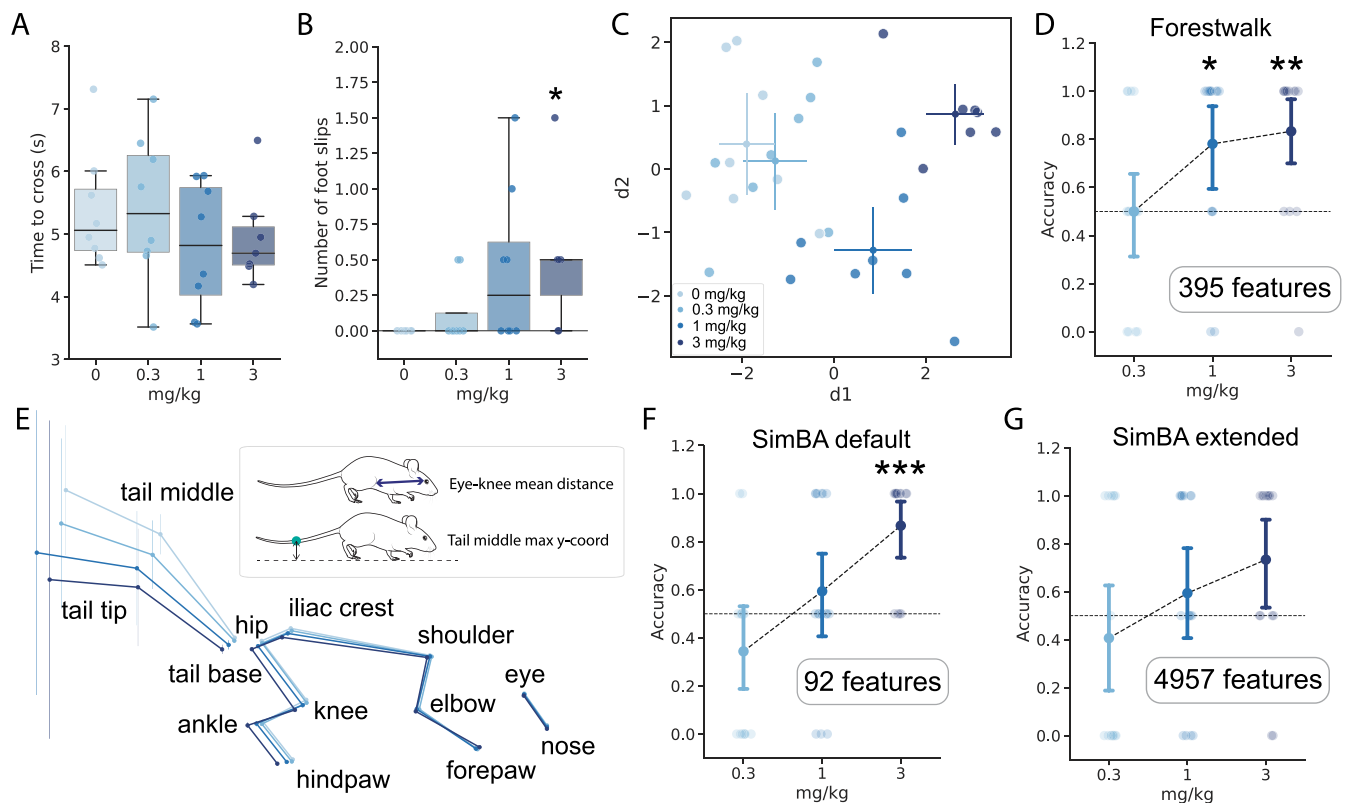 A
8
7
6
5
4
3
Time to cross (s)
0
0.3
1
3
mg/kg
B
2.00
1.75
1.50
1.25
1.00
0.75
0.50
0.25
0.00
Number of foot slips
*
0
0.3
1
3
mg/kg
C
2
1
0
−1
−2
d2
0 mg/kg
0.3 mg/kg
1 mg/kg
3 mg/kg
−2
0
2
d1
D
Forestwalk
1.2
1.0
0.8
0.6
0.4
0.2
0.0
Accuracy
*
**
395 features
0.3
1
3
mg/kg
E
tail middle
tail tip
tail base
hip
iliac crest
shoulder
elbow
eye
nose
ankle
knee
hindpaw
forepaw
Eye-knee mean distance
Tail middle max y-coord
F
SimBA default
1.2
1.0
0.8
0.6
0.4
0.2
0.0
Accuracy
***
92 features
0.3
1
3
mg/kg
G
SimBA extended
1.2
1.0
0.8
0.6
0.4
0.2
0.0
Accuracy
4957 features
0.3
1
3
mg/kg